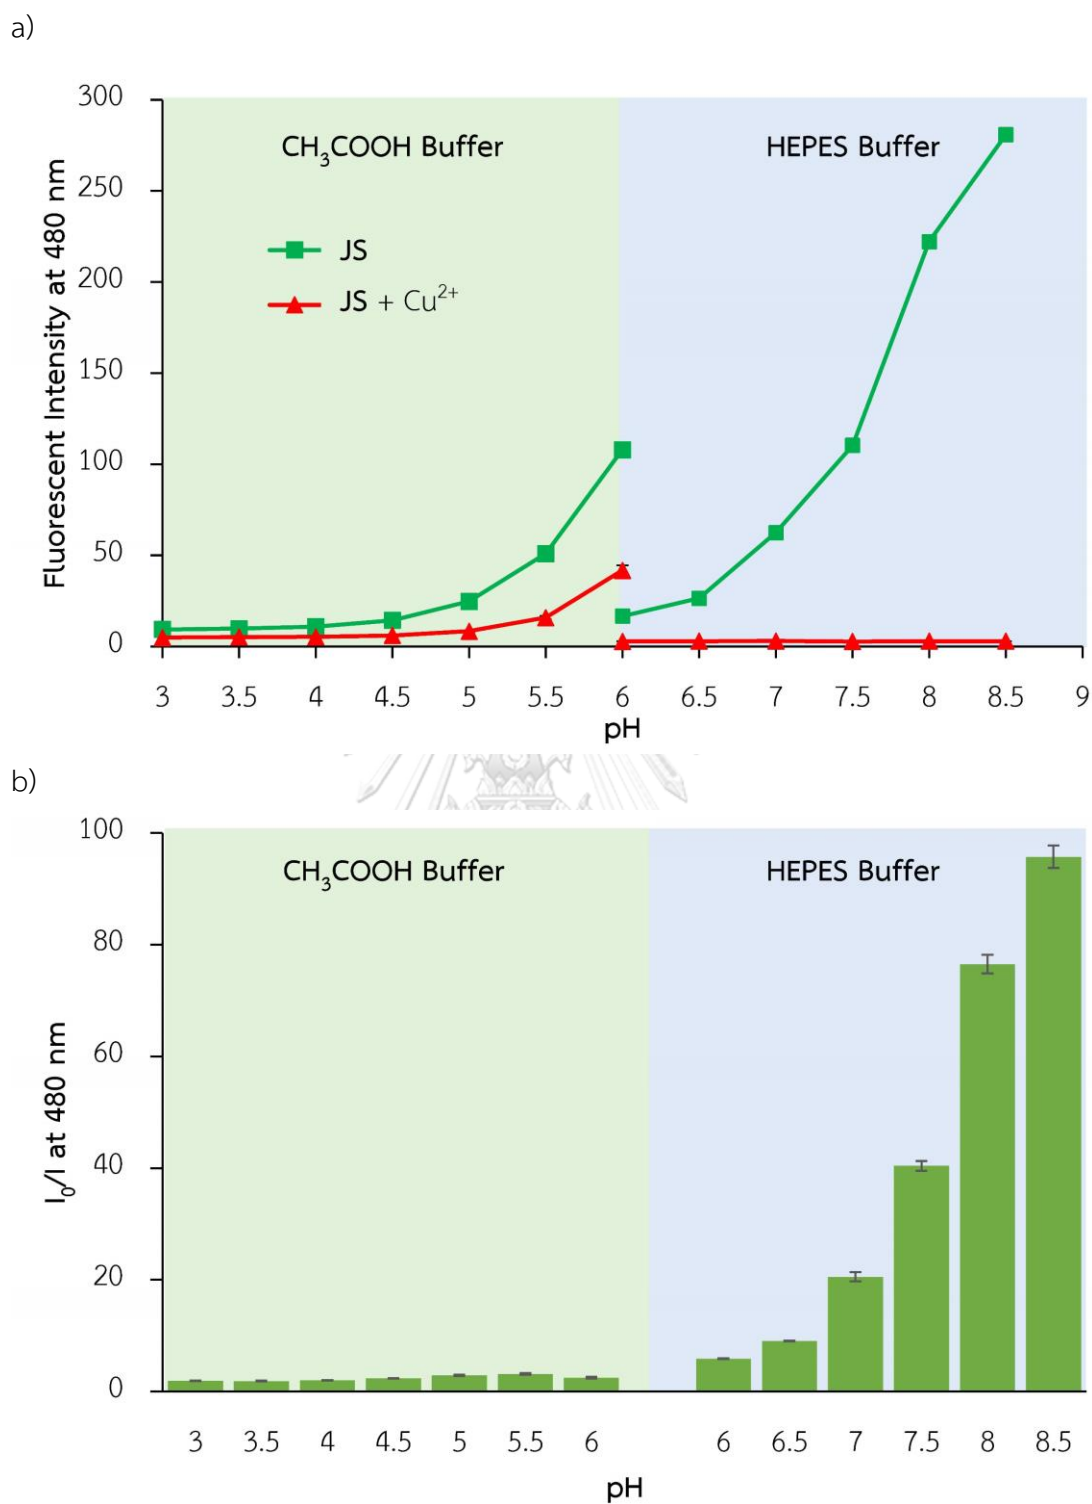 a)
300
250
200
150
100
50
0
Fluorescent Intensity at 480 nm
CH₃COOH Buffer
HEPES Buffer
JS
JS + Cu²⁺
3 3.5 4 4.5 5 5.5 6 6.5 7 7.5 8 8.5 9
pH
b)
100
80
60
40
20
0
I₀/I at 480 nm
CH₃COOH Buffer
HEPES Buffer
3 3.5 4 4.5 5 5.5 6 6 6.5 7 7.5 8 8.5
pH